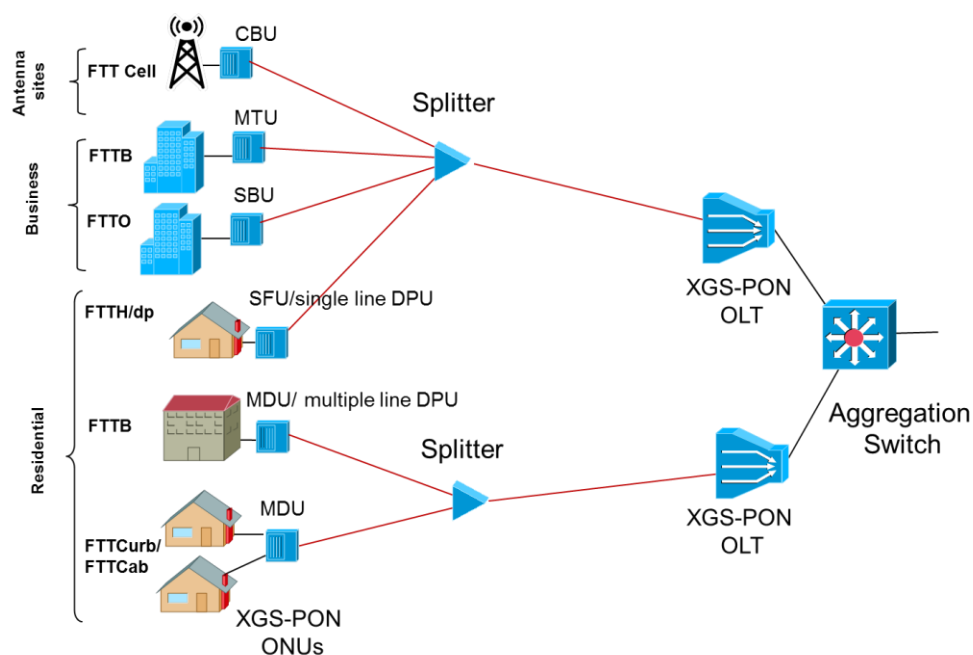 CBU
Antenna
sites
FTT Cell
Splitter
MTU
Business
FTTB
SBU
FTTO
XGS-PON
OLT
SFU/single line DPU
FTTH/dp
Residential
MDU/ multiple line DPU
FTTB
Aggregation
Switch
Splitter
MDU
XGS-PON
OLT
FTTCurb/
FTTCab
XGS-PON
ONUs